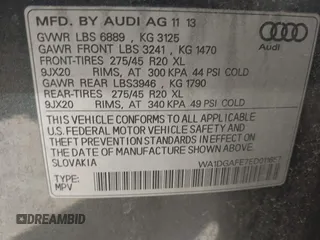 MFD. BY AUDI AG 11 13
GVWR LBS 6889 , KG 3125
GAWR FRONT LBS 3241 , KG 1470
FRONT-TIRES 275/45 R20 XL
9JX20 RIMS, AT 300 KPA 44 PSI COLD
GAWR REAR LBS3946 , KG 1790
REAR-TIRES 275/45 R20 XL
9JX20 RIMS, AT 340 KPA 49 PSI COLD
THIS VEHICLE CONFORMS TO ALL APPLICABLE
U.S. FEDERAL MOTOR VEHICLE SAFETY STANDARDS
IN EFFECT ON THE DATE OF MANUFACTURE SHOWN ABOVE.
SLOVAKIA
TYPE:
MPV
Audi
DREAMBID